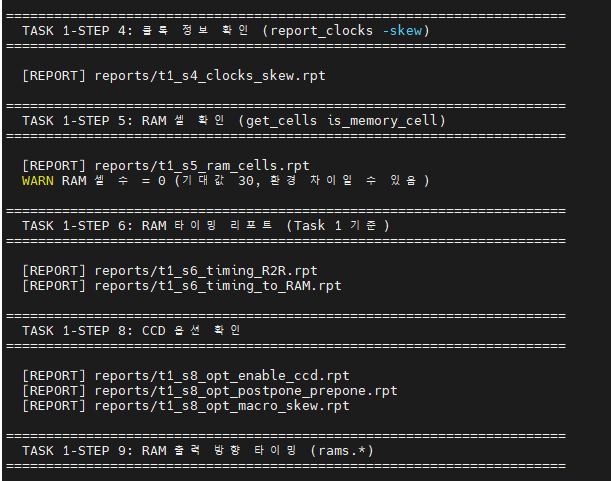 ======================================================================
TASK 1-STEP 4: 클록 정보 확인 (report_clocks -skew)
======================================================================
[REPORT] reports/t1_s4_clocks_skew.rpt
======================================================================
TASK 1-STEP 5: RAM 셀 확인 (get_cells is_memory_cell)
======================================================================
[REPORT] reports/t1_s5_ram_cells.rpt
WARN RAM 셀 수 = 0 (기대값 30, 환경 차이일 수 있음)
======================================================================
TASK 1-STEP 6: RAM 타이밍 리포트 (Task 1 기준)
======================================================================
[REPORT] reports/t1_s6_timing_R2R.rpt
[REPORT] reports/t1_s6_timing_to_RAM.rpt
======================================================================
TASK 1-STEP 8: CCD 옵션 확인
======================================================================
[REPORT] reports/t1_s8_opt_enable_ccd.rpt
[REPORT] reports/t1_s8_opt_postpone_prepone.rpt
[REPORT] reports/t1_s8_opt_macro_skew.rpt
======================================================================
TASK 1-STEP 9: RAM 출력 방향 타이밍 (rams.*)
======================================================================